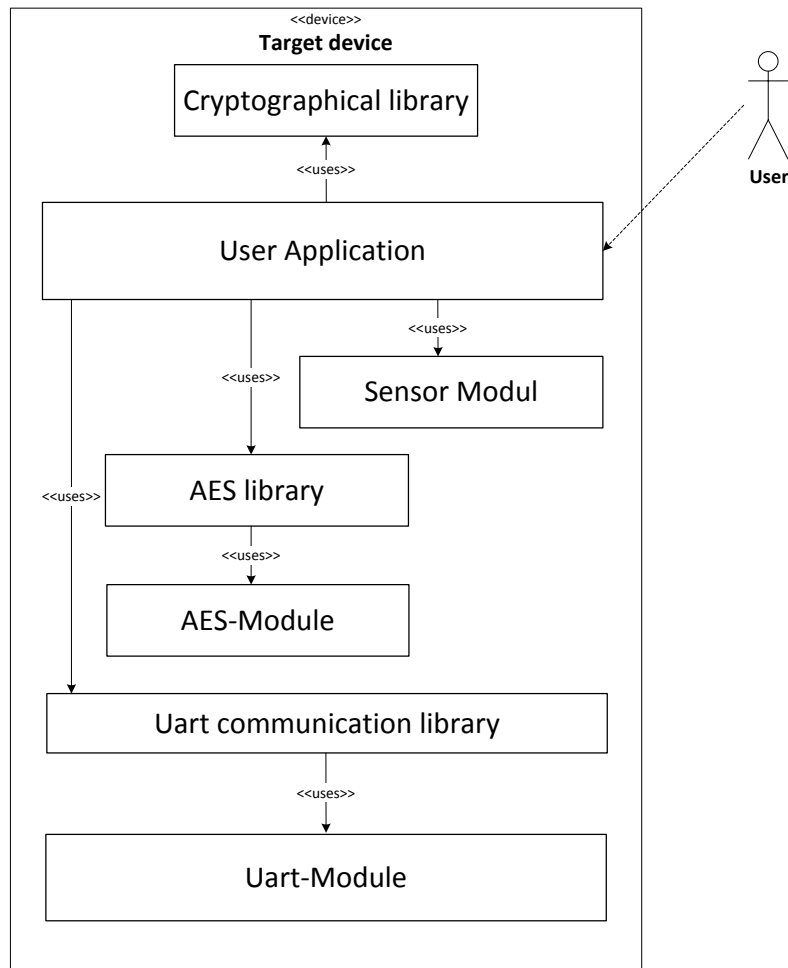 <<device>>
Target device
Cryptographical library
<<uses>>
User
User Application
<<uses>>
Sensor Modul
<<uses>>
AES library
<<uses>>
<<uses>>
AES-Module
Uart communication library
<<uses>>
Uart-Module